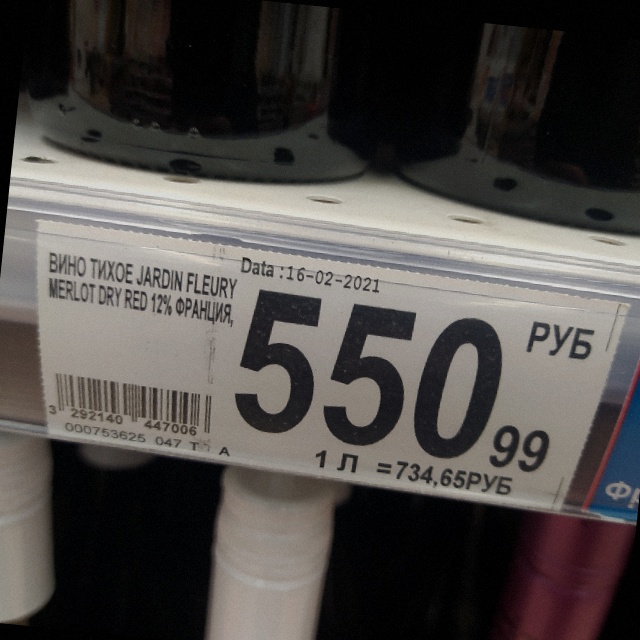 ВИНО ТИХОЕ JARDIN FLEURY
MERLOT DRY RED 12% ФРАНЦИЯ,
Data :16-02-2021
550 99 РУБ
3 292140 447006
000753625 047 T A
1 Л =734,65РУБ